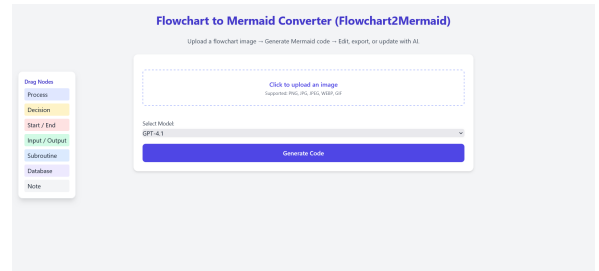 Flowchart to Mermaid Converter (Flowchart2Mermaid)
Upload a flowchart image → Generate Mermaid code → Edit, export, or update with AI.
Drag Nodes
Process
Decision
Start / End
Input / Output
Subroutine
Database
Note
Click to upload an image
Supported: PNG, JPG, JPEG, WEBP, GIF
Select Model:
GPT-4.1
Generate Code